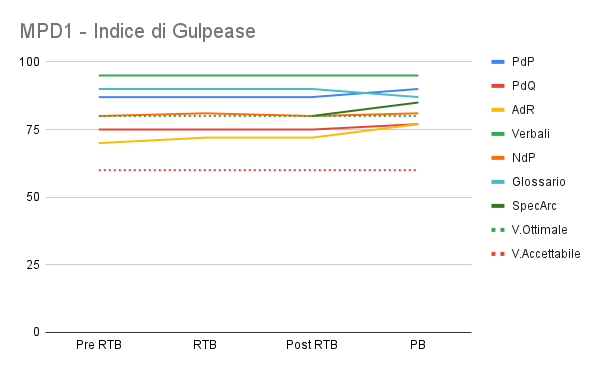 MPD1 - Indice di Gulpease
100
75
50
25
0
Pre RTB
RTB
Post RTB
PB
PdP
PdQ
AdR
Verbali
NdP
Glossario
SpecArc
V.Ottimale
V.Accettabile